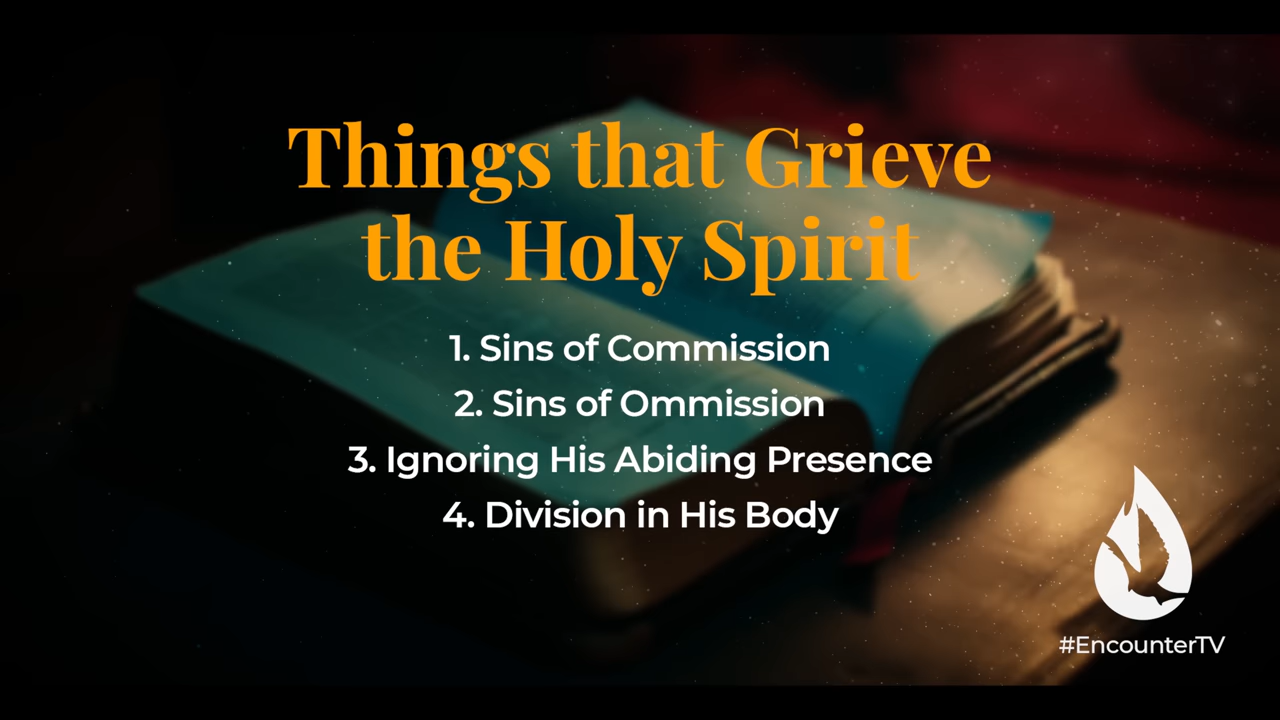 Things that Grieve
the Holy Spirit
1. Sins of Commission
2. Sins of Ommission
3. Ignoring His Abiding Presence
4. Division in His Body
#EncounterTV